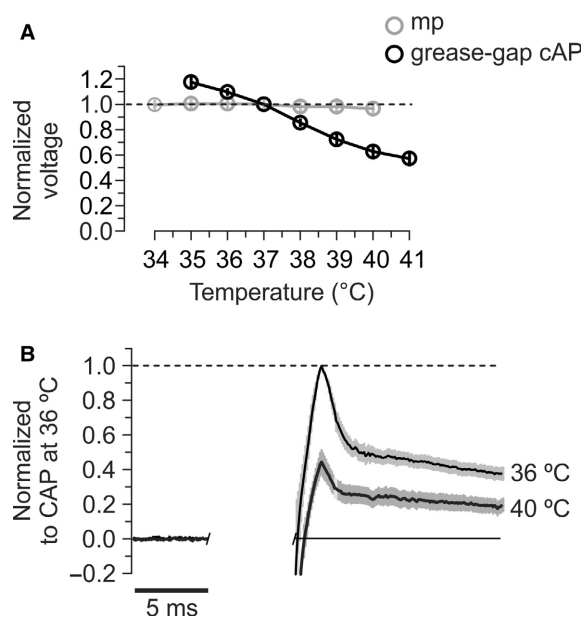 A
mp
grease-gap cAP
Normalized
voltage
1.2
1.0
0.8
0.6
0.4
0.2
0.0
34 35 36 37 38 39 40 41
Temperature (°C)
B
Normalized
to CAP at 36 ºC
1.0
0.8
0.6
0.4
0.2
0.0
−0.2
36 ºC
40 ºC
5 ms